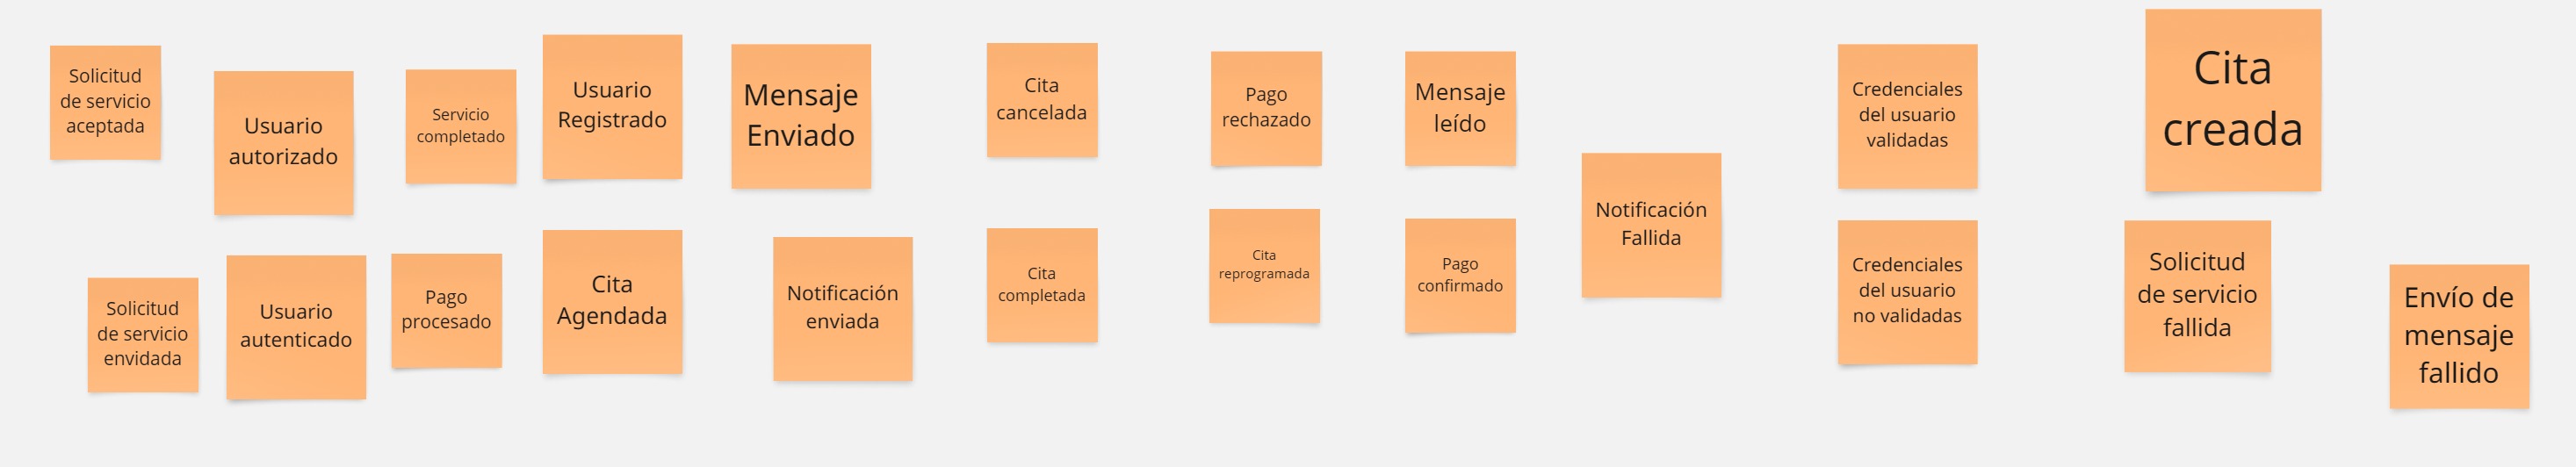 Solicitud
de servicio
aceptada
Usuario
autorizado
Servicio
completado
Usuario
Registrado
Mensaje
Enviado
Cita
cancelada
Pago
rechazado
Mensaje
leído
Notificación
Fallida
Credenciales
del usuario
validadas
Cita
creada
Solicitud
de servicio
envidada
Usuario
autenticado
Pago
procesado
Cita
Agendada
Notificación
enviada
Cita
completada
Cita
reprogramada
Pago
confirmado
Credenciales
del usuario
no validadas
Solicitud
de servicio
fallida
Envío de
mensaje
fallido